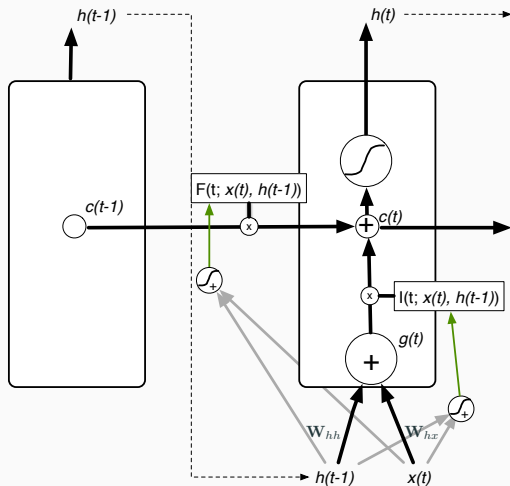 h(t-1)
h(t)
F(t; x(t), h(t-1))
c(t-1)
x
+
c(t)
x
I(t; x(t), h(t-1))
g(t)
+
+
+
W_hh
W_hx
h(t-1)
x(t)